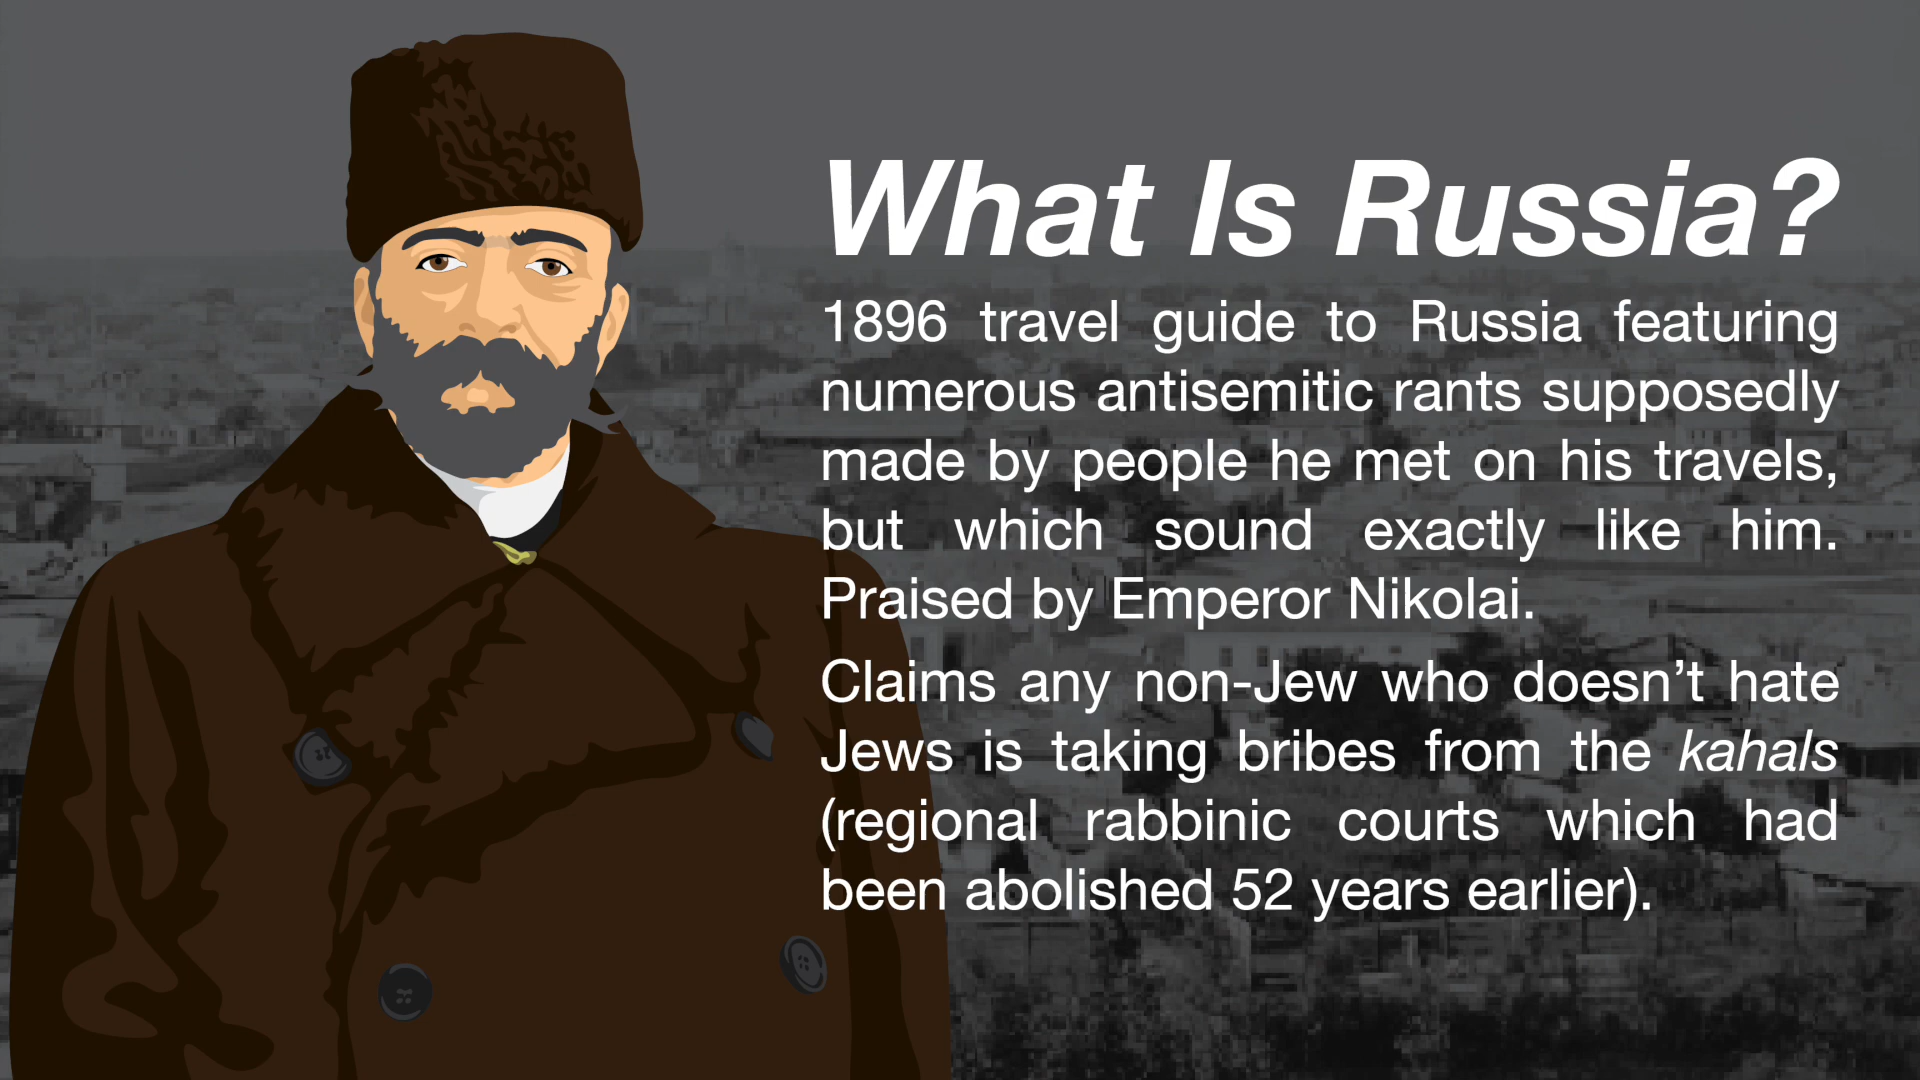 What Is Russia?
1896 travel guide to Russia featuring
numerous antisemitic rants supposedly
made by people he met on his travels,
but which sound exactly like him.
Praised by Emperor Nikolai.
Claims any non-Jew who doesn’t hate
Jews is taking bribes from the kahals
(regional rabbinic courts which had
been abolished 52 years earlier).